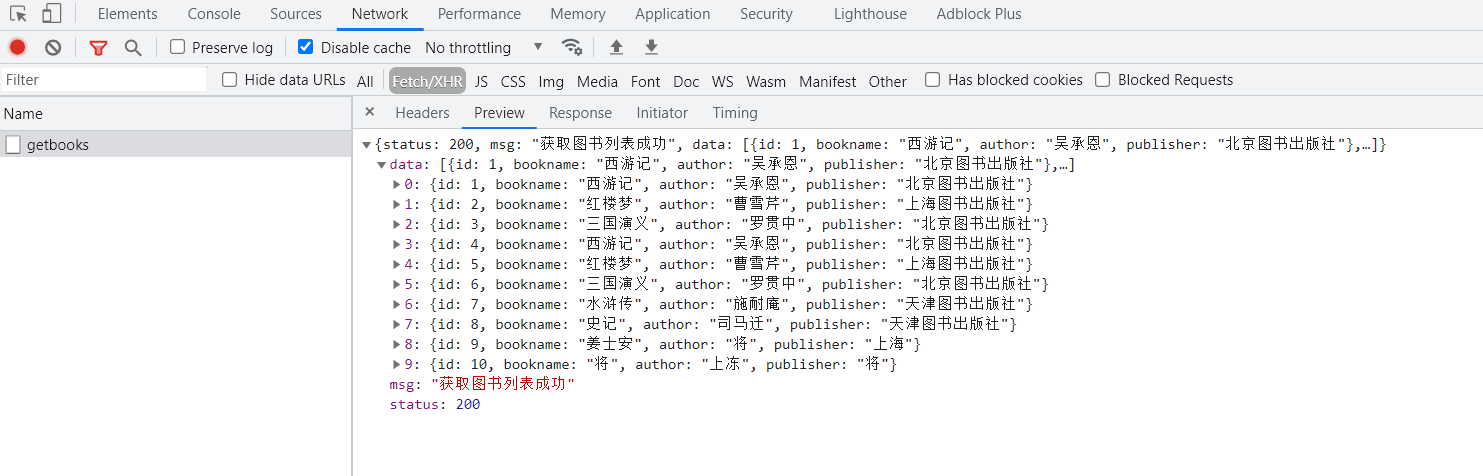 Elements Console Sources Network Performance Memory Application Security Lighthouse Adblock Plus
Preserve log Disable cache No throttling
Filter Hide data URLs All Fetch/XHR JS CSS Img Media Font Doc WS Wasm Manifest Other Has blocked cookies Blocked Requests
Name
× Headers Preview Response Initiator Timing
getbooks
{status: 200, msg: "获取图书列表成功", data: [{id: 1, bookname: "西游记", author: "吴承恩", publisher: "北京图书出版社"},…]}
data: [{id: 1, bookname: "西游记", author: "吴承恩", publisher: "北京图书出版社"},…]
0: {id: 1, bookname: "西游记", author: "吴承恩", publisher: "北京图书出版社"}
1: {id: 2, bookname: "红楼梦", author: "曹雪芹", publisher: "上海图书出版社"}
2: {id: 3, bookname: "三国演义", author: "罗贯中", publisher: "北京图书出版社"}
3: {id: 4, bookname: "西游记", author: "吴承恩", publisher: "北京图书出版社"}
4: {id: 5, bookname: "红楼梦", author: "曹雪芹", publisher: "上海图书出版社"}
5: {id: 6, bookname: "三国演义", author: "罗贯中", publisher: "北京图书出版社"}
6: {id: 7, bookname: "水浒传", author: "施耐庵", publisher: "天津图书出版社"}
7: {id: 8, bookname: "史记", author: "司马迁", publisher: "天津图书出版社"}
8: {id: 9, bookname: "姜士安", author: "将", publisher: "上海"}
9: {id: 10, bookname: "将", author: "上冻", publisher: "将"}
msg: "获取图书列表成功"
status: 200